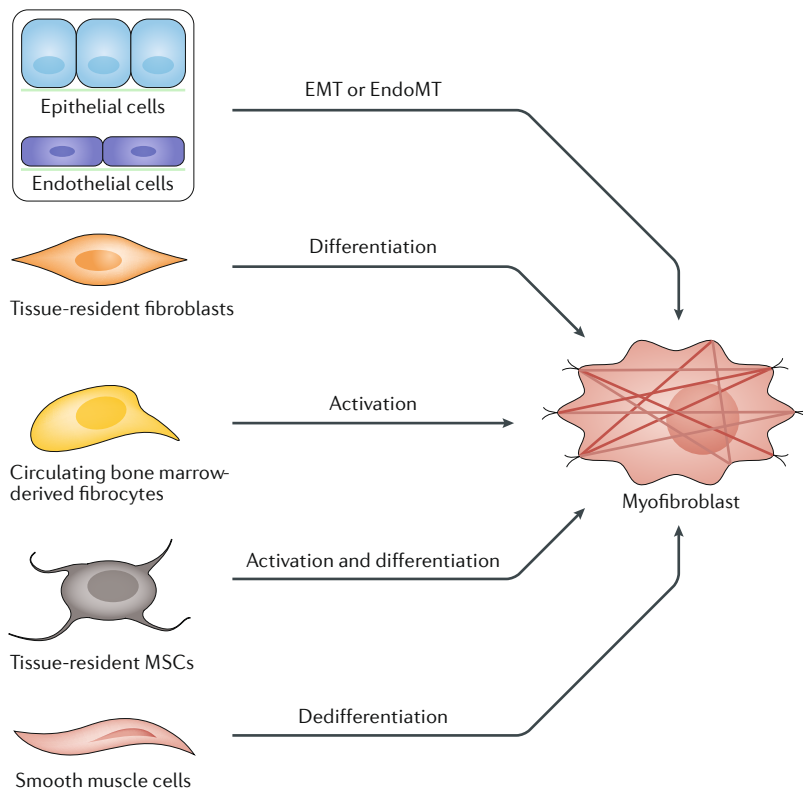 Epithelial cells
Endothelial cells
EMT or EndoMT
Tissue-resident fibroblasts
Differentiation
Circulating bone marrow-
derived fibrocytes
Activation
Tissue-resident MSCs
Activation and differentiation
Smooth muscle cells
Dedifferentiation
Myofibroblast